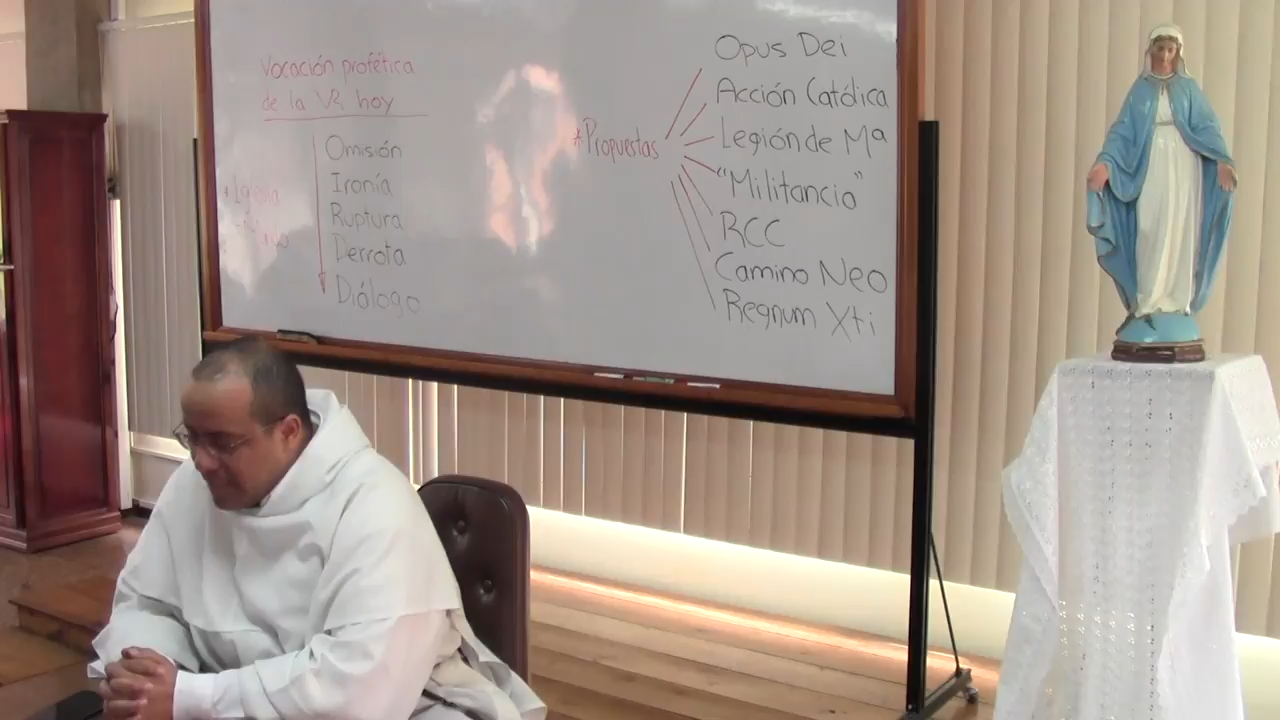 Vocación profética
de la VR hoy
Omisión
Ironía
Ruptura
Derrota
Diálogo
* Iglesia
* Propuestas
Opus Dei
Acción Católica
Legión de Mª
"Militancia"
RCC
Camino Neo
Regnum Xti